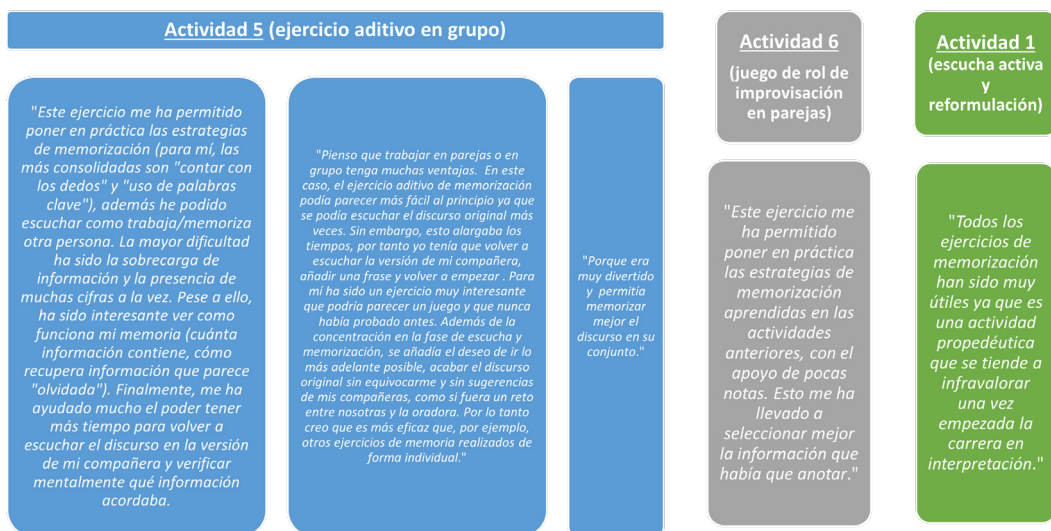 Actividad 5 (ejercicio aditivo en grupo)
"Este ejercicio me ha permitido
poner en práctica las estrategias
de memorización (para mí, las
más consolidadas son "contar con
los dedos" y "uso de palabras
clave"), además he podido
escuchar como trabaja/memoriza
otra persona. La mayor dificultad
ha sido la sobrecarga de
información y la presencia de
muchas cifras a la vez. Pese a ello,
ha sido interesante ver como
funciona mi memoria (cuánta
información contiene, cómo
recupera información que parece
"olvidada"). Finalmente, me ha
ayudado mucho el poder tener
más tiempo para volver a
escuchar el discurso en la versión
de mi compañera y verificar
mentalmente qué información
acordaba.
"Pienso que trabajar en parejas o en
grupo tenga muchas ventajas. En este
caso, el ejercicio aditivo de memorización
podía parecer más fácil al principio ya que
se podía escuchar el discurso original más
veces. Sin embargo, esto alargaba los
tiempos, por tanto yo tenía que volver a
escuchar la versión de mi compañera,
añadir una frase y volver a empezar . Para
mí ha sido un ejercicio muy interesante
que podría parecer un juego y que nunca
había probado antes. Además de la
concentración en la fase de escucha y
memorización, se añadía el deseo de ir lo
más adelante posible, acabar el discurso
original sin equivocarme y sin sugerencias
de mis compañeras, como si fuera un reto
entre nosotras y la oradora. Por lo tanto
creo que es más eficaz que, por ejemplo,
otros ejercicios de memoria realizados de
forma individual."
"Porque era
muy divertido
y permitía
memorizar
mejor el
discurso en su
conjunto."
Actividad 6
(juego de rol de
improvisación
en parejas)
"Este ejercicio me
ha permitido
poner en práctica
las estrategias de
memorización
aprendidas en las
actividades
anteriores, con el
apoyo de pocas
notas. Esto me ha
llevado a
seleccionar mejor
la información que
había que anotar."
Actividad 1
(escucha activa
y
reformulación)
"Todos los
ejercicios de
memorización
han sido muy
útiles ya que es
una actividad
propedéutica
que se tiende a
infravalorar
una vez
empezada la
carrera en
interpretación."